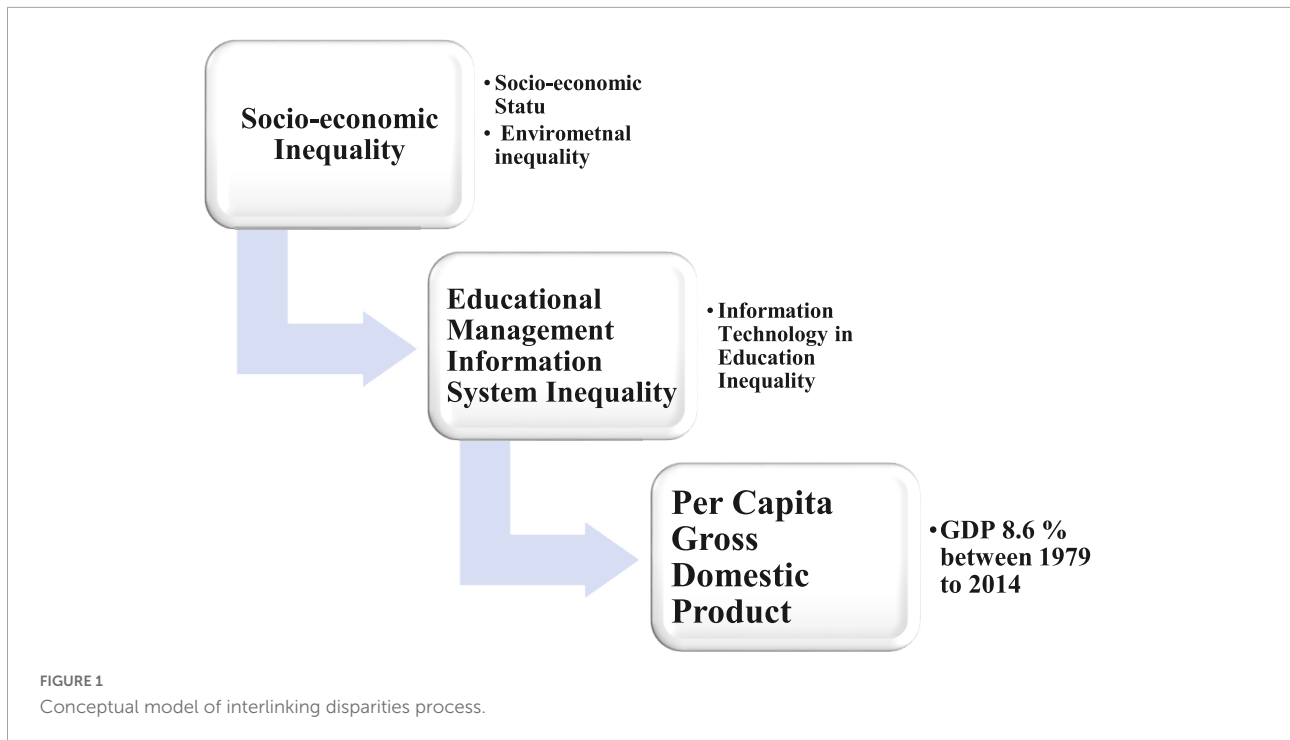 Socio-economic
Inequality
• Socio-economic
Statu
• Envirometnal
inequality
Educational
Management
Information
System Inequality
• Information
Technology in
Education
Inequality
Per Capita
Gross
Domestic
Product
• GDP 8.6 %
between 1979
to 2014
FIGURE 1
Conceptual model of interlinking disparities process.